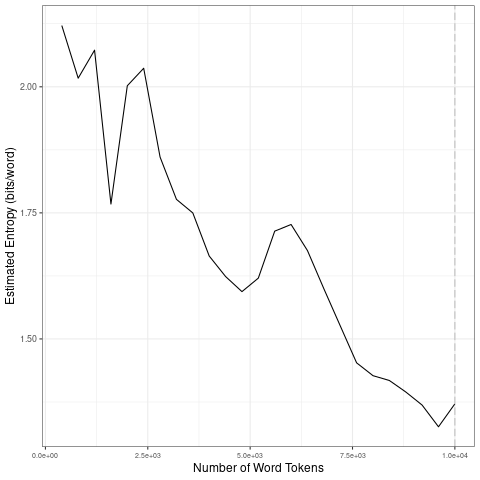 Estimated Entropy (bits/word)
2.00
1.75
1.50
0.0e+00 2.5e+03 5.0e+03 7.5e+03 1.0e+04
Number of Word Tokens